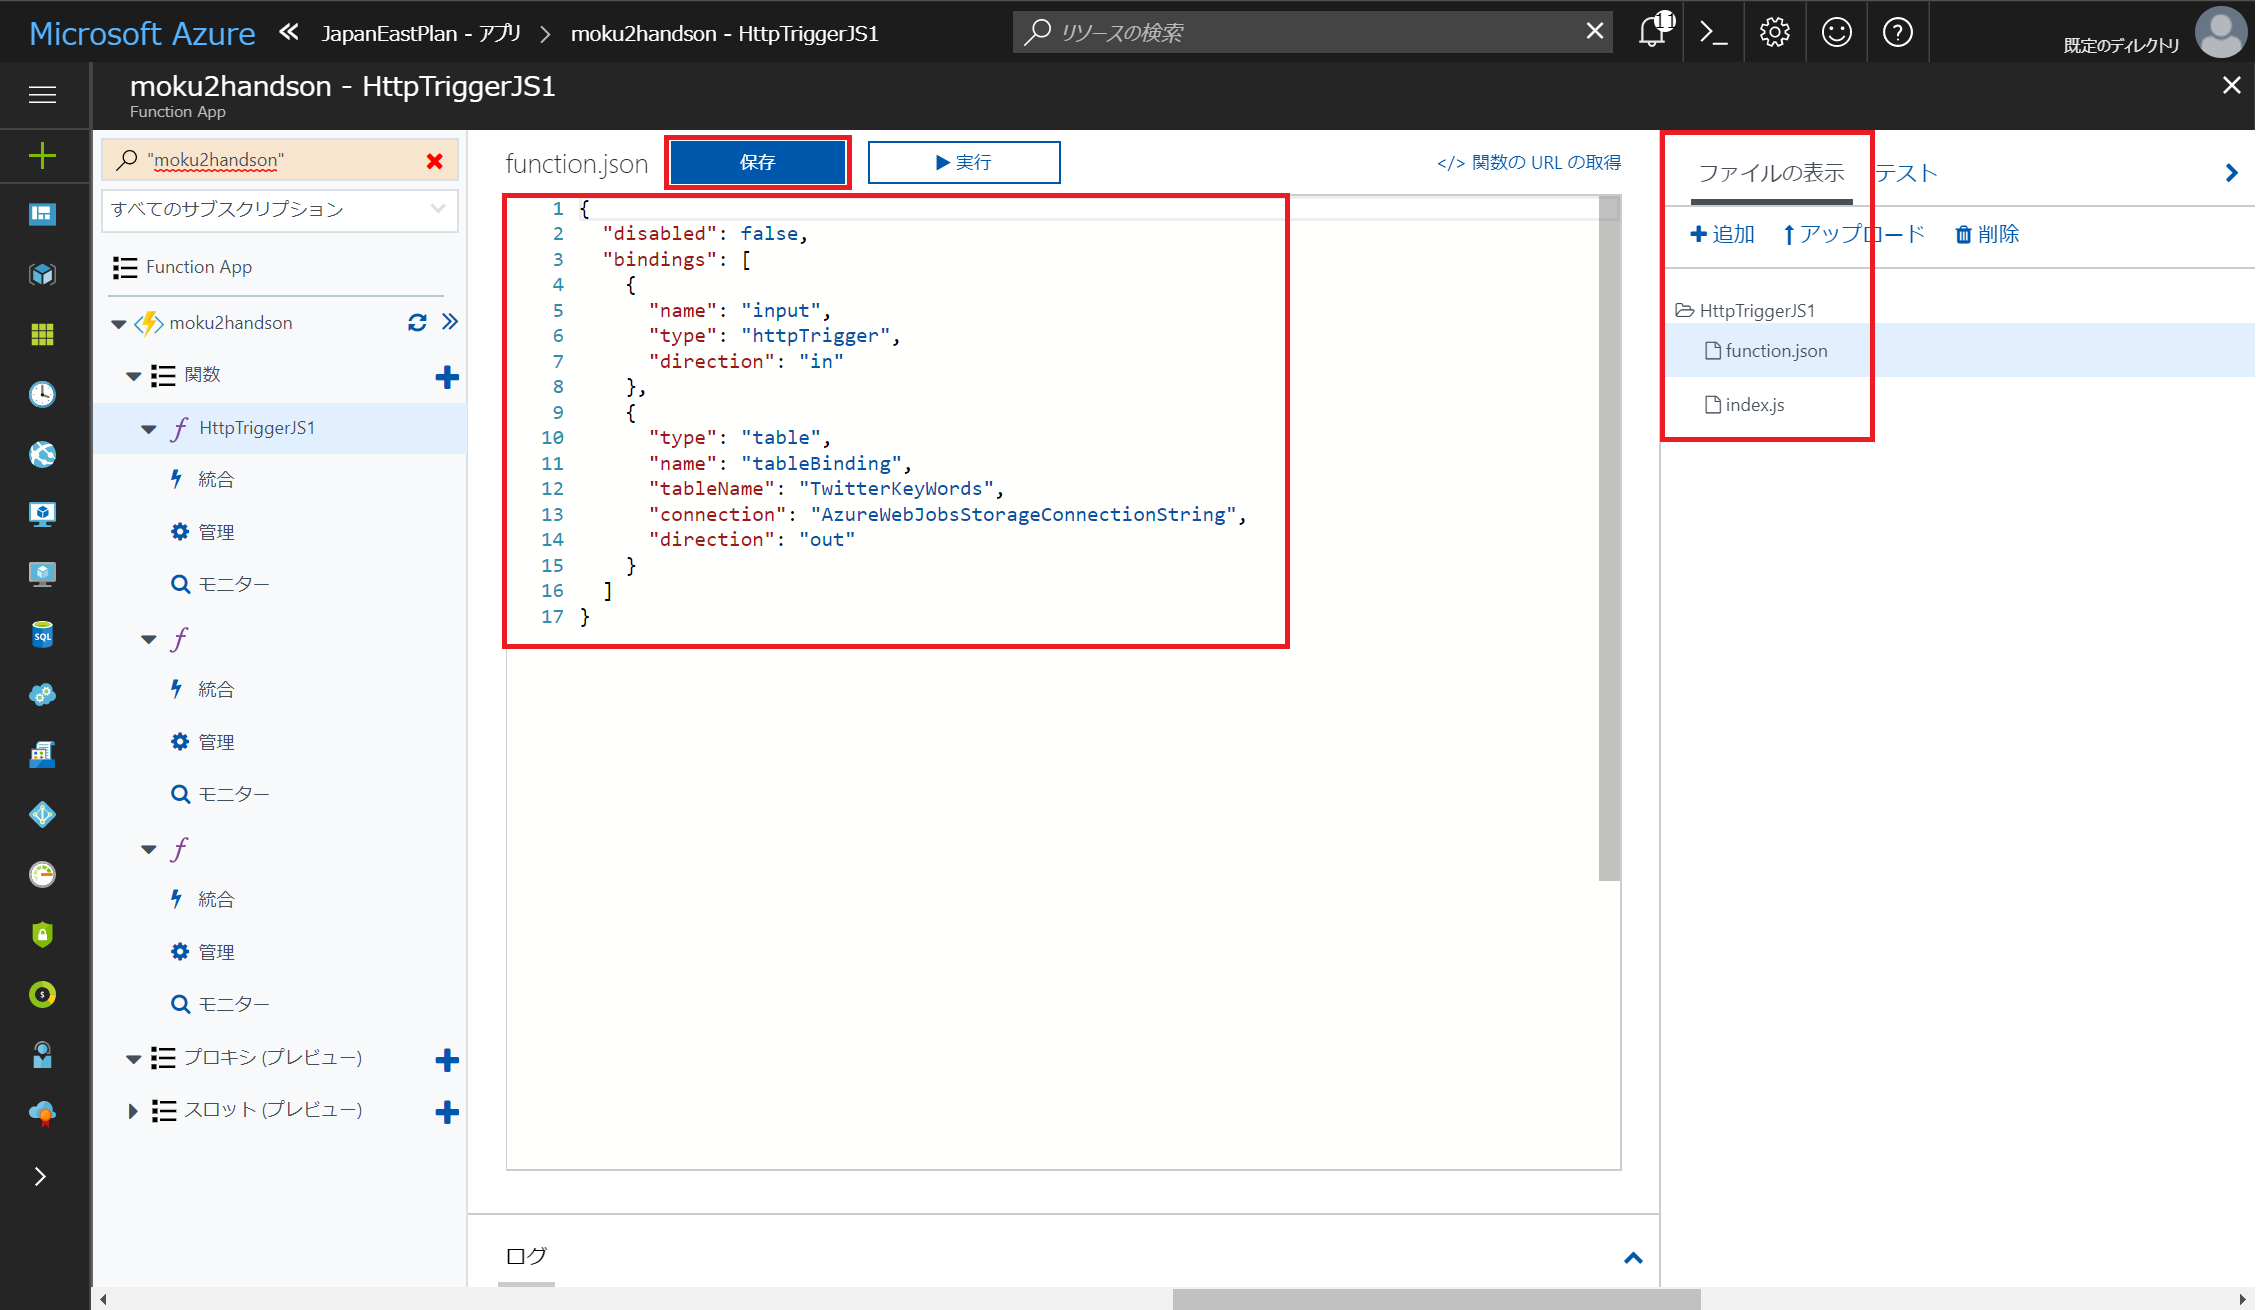 Microsoft Azure
JapanEastPlan - アプリ
moku2handson - HttpTriggerJS1
リソースの検索
11
既定のディレクトリ
moku2handson - HttpTriggerJS1
Function App
"moku2handson"
すべてのサブスクリプション
Function App
moku2handson
関数
HttpTriggerJS1
統合
管理
モニター
統合
管理
モニター
統合
管理
モニター
プロキシ (プレビュー)
スロット (プレビュー)
function.json
保存
実行
</> 関数の URL の取得
1 {
2 "disabled": false,
3 "bindings": [
4 {
5 "name": "input",
6 "type": "httpTrigger",
7 "direction": "in"
8 },
9 {
10 "type": "table",
11 "name": "tableBinding",
12 "tableName": "TwitterKeyWords",
13 "connection": "AzureWebJobsStorageConnectionString",
14 "direction": "out"
15 }
16 ]
17 }
ログ
ファイルの表示
テスト
追加
アップロード
削除
HttpTriggerJS1
function.json
index.js
SQL